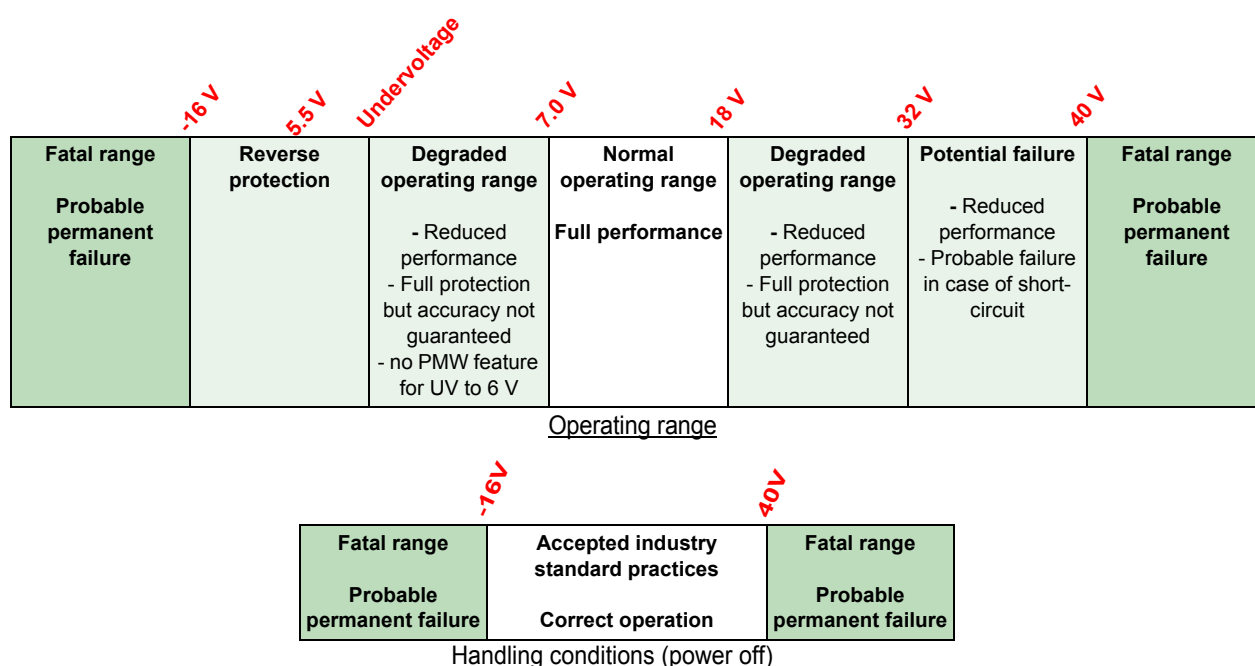 -16 V
5.5 V
Undervoltage
7.0 V
18 V
32 V
40 V
Fatal range
Probable
permanent
failure
Reverse
protection
Degraded
operating range
- Reduced
performance
- Full protection
but accuracy not
guaranteed
- no PMW feature
for UV to 6 V
Normal
operating range
Full performance
Degraded
operating range
- Reduced
performance
- Full protection
but accuracy not
guaranteed
Potential failure
- Reduced
performance
- Probable failure
in case of short-
circuit
Fatal range
Probable
permanent
failure
Operating range
-16V
40V
Fatal range
Probable
permanent failure
Accepted industry
standard practices
Correct operation
Fatal range
Probable
permanent failure
Handling conditions (power off)